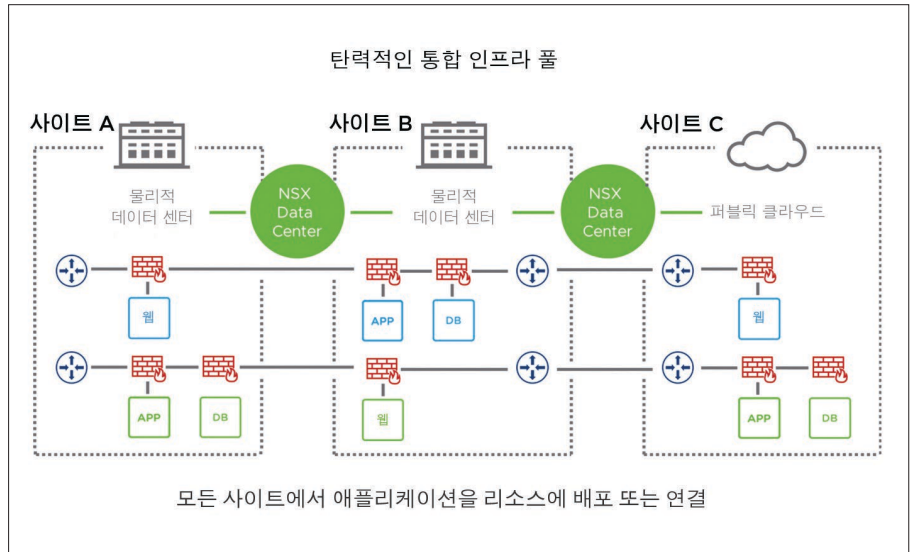 탄력적인 통합 인프라 풀
사이트 A
사이트 B
사이트 C
물리적
데이터 센터
NSX
Data
Center
물리적
데이터 센터
NSX
Data
Center
퍼블릭 클라우드
웹
APP
DB
웹
APP
DB
웹
APP
DB
모든 사이트에서 애플리케이션을 리소스에 배포 또는 연결